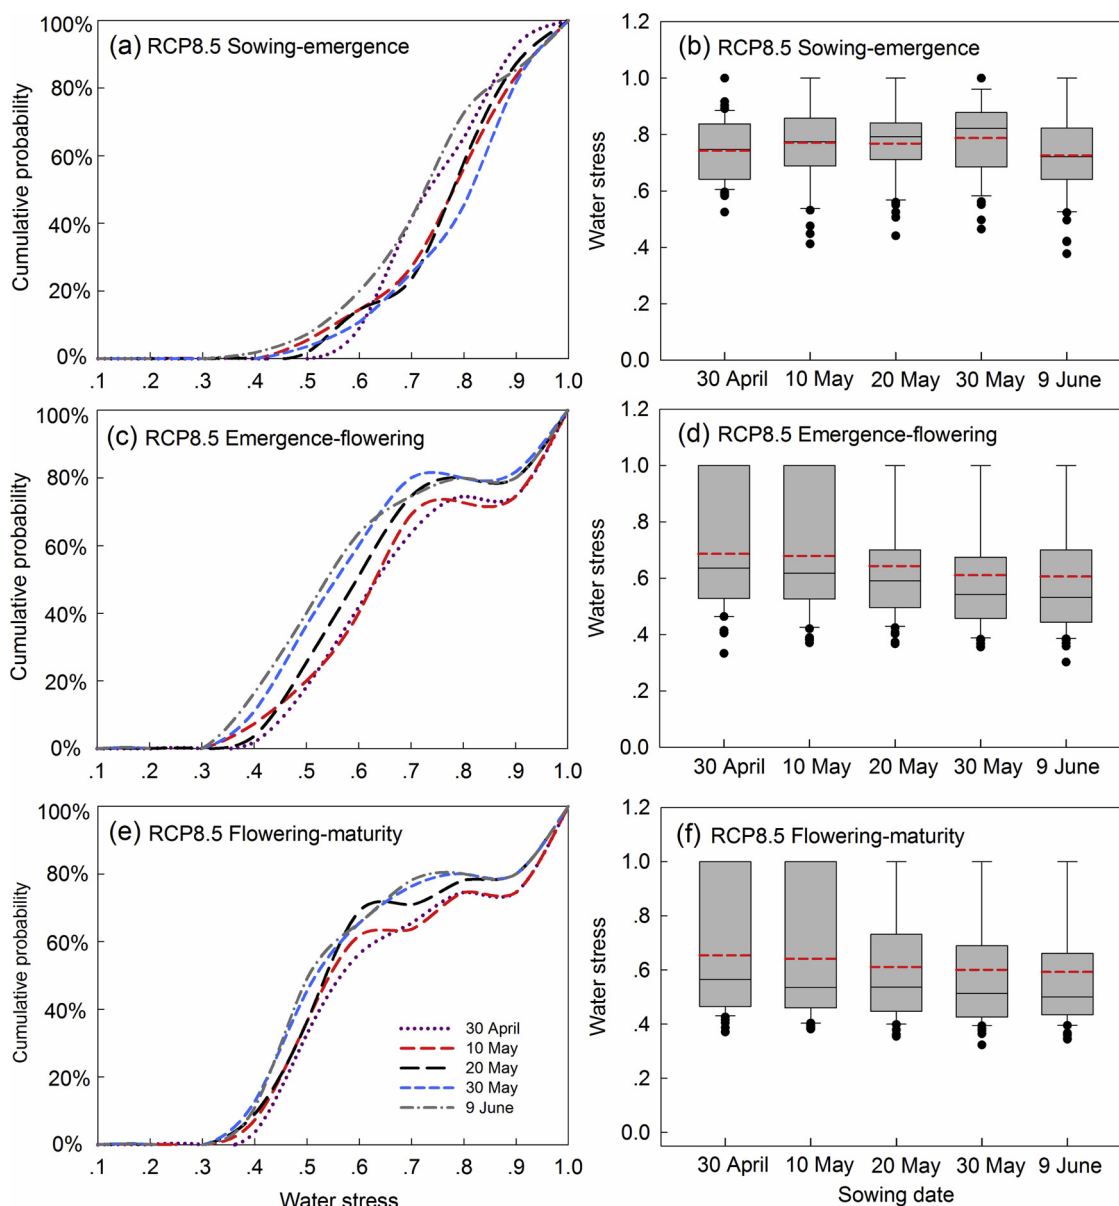 (a) RCP8.5 Sowing-emergence
Cumulative probability
100%
80%
60%
40%
20%
0%
.1 .2 .3 .4 .5 .6 .7 .8 .9 1.0
(b) RCP8.5 Sowing-emergence
Water stress
1.2
1.0
.8
.6
.4
.2
0.0
30 April 10 May 20 May 30 May 9 June
(c) RCP8.5 Emergence-flowering
Cumulative probability
100%
80%
60%
40%
20%
0%
.1 .2 .3 .4 .5 .6 .7 .8 .9 1.0
(d) RCP8.5 Emergence-flowering
Water stress
1.2
1.0
.8
.6
.4
.2
0.0
30 April 10 May 20 May 30 May 9 June
(e) RCP8.5 Flowering-maturity
Cumulative probability
100%
80%
60%
40%
20%
0%
30 April
10 May
20 May
30 May
9 June
.1 .2 .3 .4 .5 .6 .7 .8 .9 1.0
Water stress
(f) RCP8.5 Flowering-maturity
Water stress
1.2
1.0
.8
.6
.4
.2
0.0
30 April 10 May 20 May 30 May 9 June
Sowing date